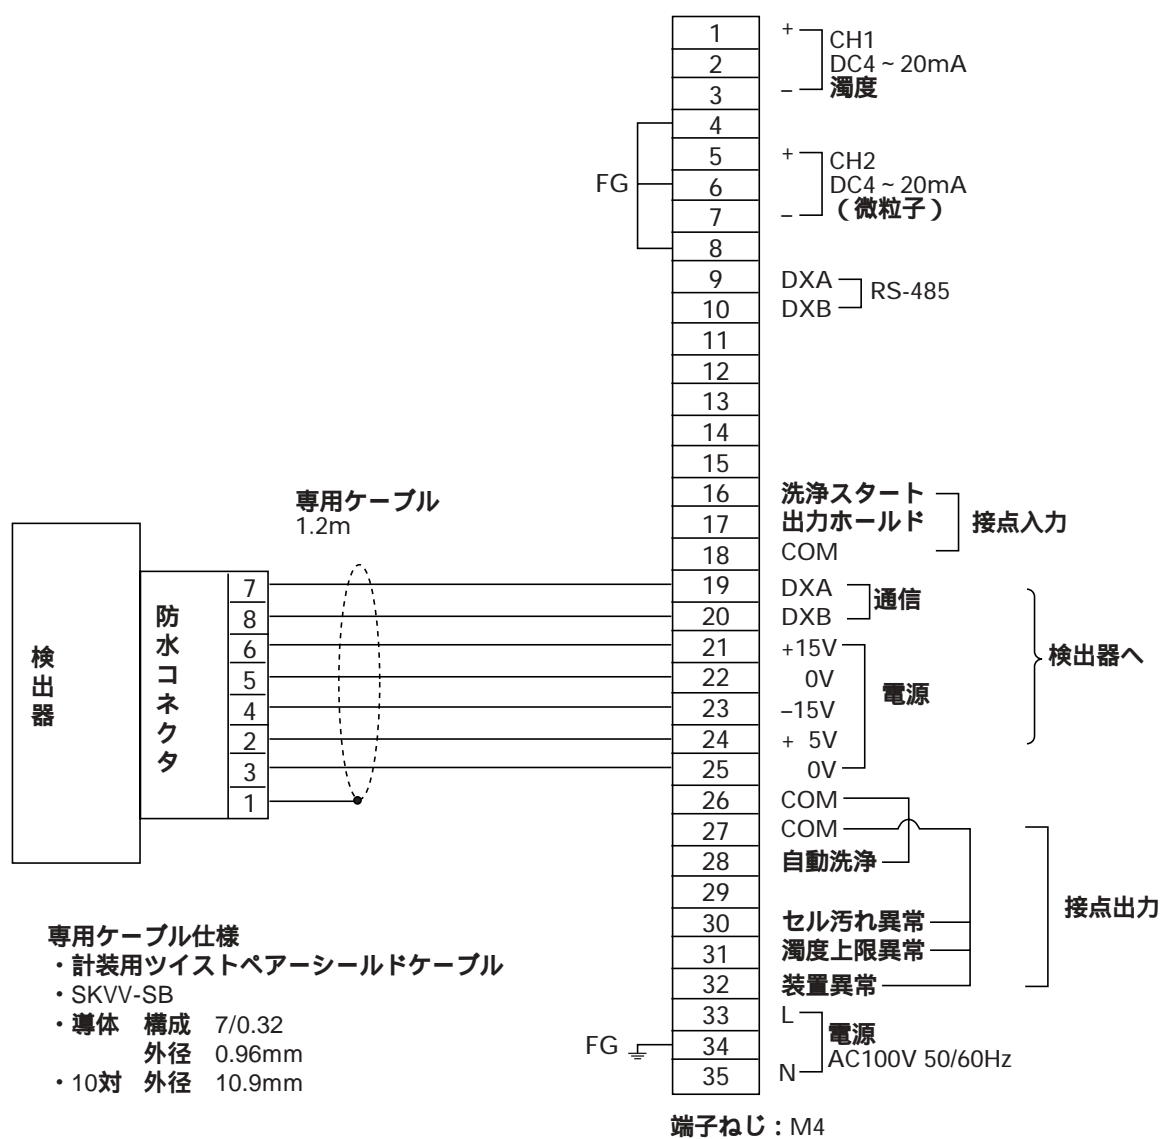 1
2
3
4
5
6
7
8
9
10
11
12
13
14
15
16
17
18
19
20
21
22
23
24
25
26
27
28
29
30
31
32
33
34
35
+
CH1
DC4 ~ 20mA
濁度
–
FG
+
CH2
DC4 ~ 20mA
(微粒子)
–
DXA
DXB
RS-485
洗浄スタート
出力ホールド
COM
接点入力
DXA
DXB
通信
+15V
0V
–15V
+ 5V
0V
電源
検出器へ
COM
COM
自動洗浄
セル汚れ異常
濁度上限異常
装置異常
接点出力
L
電源
AC100V 50/60Hz
N
FG
端子ねじ:M4
専用ケーブル
1.2m
検出器
防水コネクタ
7
8
6
5
4
2
3
1
専用ケーブル仕様
・計装用ツイストペアーシールドケーブル
・SKVV-SB
・導体 構成 7/0.32
外径 0.96mm
・10対 外径 10.9mm